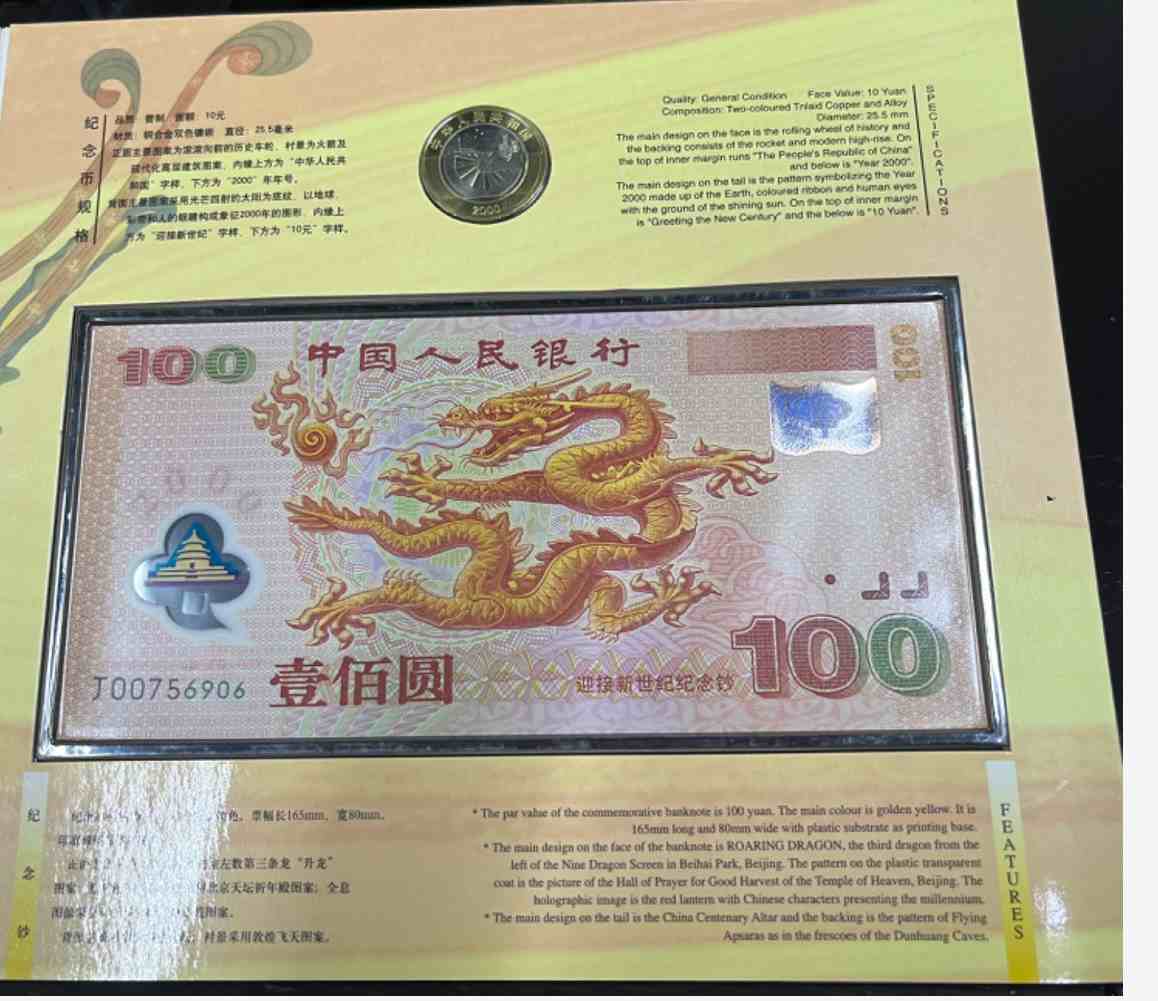 纪念币规格
品质：普制 面额：10元
材质：铜合金双色镶嵌 直径：25.5毫米
正面主景图案为滚滚向前的历史车轮、衬景为火箭及
现代化高层建筑图案，内缘上方为“中华人民共
和国”字样，下方为“2000”年年号。
背面主景图案采用光芒四射的太阳为底纹，以地球、
彩带和人的眼睛构成象征2000年的图形，内缘上
方为“迎接新世纪”字样，下方为“10元”字样。
中华人民共和国
2000
SPECIFICATIONS
Quality: General Condition Face Value: 10 Yuan
Composition: Two-coloured Trilaid Copper and Alloy
Diameter: 25.5 mm
The main design on the face is the rolling wheel of history and
the backing consists of the rocket and modern high-rise. On
the top of inner margin runs "The People's Republic of China"
and below is "Year 2000".
The main design on the tail is the pattern symbolizing the Year
2000 made up of the Earth, coloured ribbon and human eyes
with the ground of the shining sun. On the top of inner margin
is "Greeting the New Century" and the below is "10 Yuan".
100
中国人民银行
100
2000
J00756906
壹佰圆
迎接新世纪纪念钞
100
纪念钞
色。票幅长165mm，宽80mm，
左数第三条龙“升龙”
图案
北京天坛祈年殿图案；全息
图案。
衬景采用敦煌飞天图案。
FEATURES
* The par value of the commemorative banknote is 100 yuan. The main colour is golden yellow. It is
165mm long and 80mm wide with plastic substrate as printing base.
* The main design on the face of the banknote is ROARING DRAGON, the third dragon from the
left of the Nine Dragon Screen in Beihai Park, Beijing. The pattern on the plastic transparent
coat is the picture of the Hall of Prayer for Good Harvest of the Temple of Heaven, Beijing. The
holographic image is the red lantern with Chinese characters presenting the millennium.
* The main design on the tail is the China Centenary Altar and the backing is the pattern of Flying
Apsaras as in the frescoes of the Dunhuang Caves.